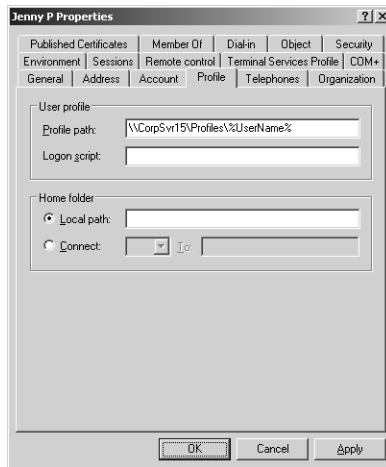 Jenny P Properties
Published Certificates Member Of Dial-in Object Security
Environment Sessions Remote control Terminal Services Profile COM+
General Address Account Profile Telephones Organization
User profile
Profile path: \\CorpSvr15\Profiles\%UserName%
Logon script:
Home folder
Local path:
Connect: To:
OK Cancel Apply